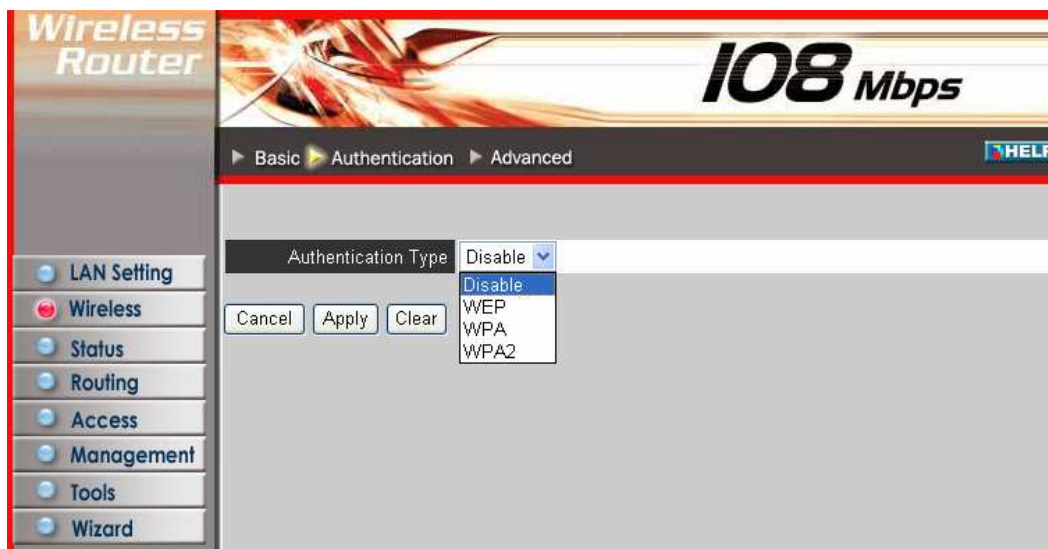 Wireless
Router
108 Mbps
Basic Authentication Advanced
HELP
Authentication Type Disable
Disable
WEP
WPA
WPA2
Cancel Apply Clear
LAN Setting
Wireless
Status
Routing
Access
Management
Tools
Wizard